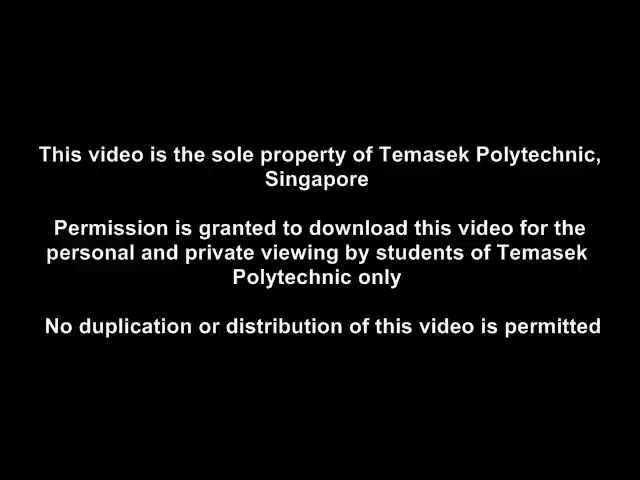 This video is the sole property of Temasek Polytechnic,
Singapore
Permission is granted to download this video for the
personal and private viewing by students of Temasek
Polytechnic only
No duplication or distribution of this video is permitted